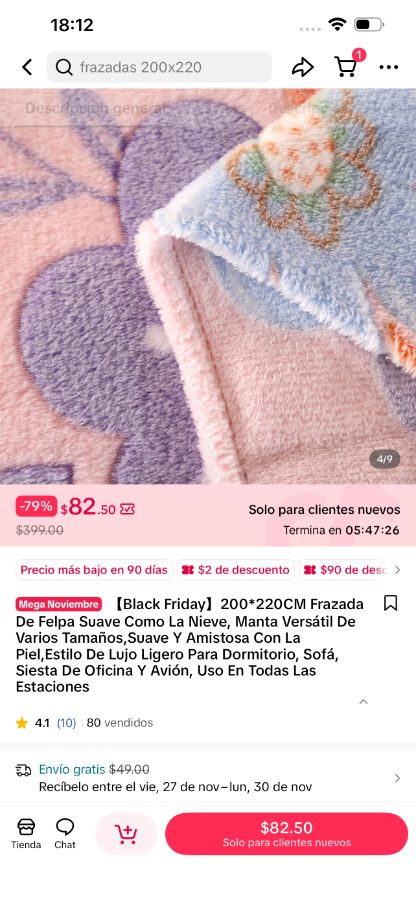 18:12
frazadas 200x220
1
Descripción general
4/9
-79% $82.50
Solo para clientes nuevos
$399.00
Termina en 05:47:26
Precio más bajo en 90 días
$2 de descuento
$90 de desc
Mega Noviembre 【Black Friday】200*220CM Frazada
De Felpa Suave Como La Nieve, Manta Versátil De
Varios Tamaños,Suave Y Amistosa Con La
Piel,Estilo De Lujo Ligero Para Dormitorio, Sofá,
Siesta De Oficina Y Avión, Uso En Todas Las
Estaciones
4.1 (10) 80 vendidos
Envío gratis $49.00
Recíbelo entre el vie, 27 de nov–lun, 30 de nov
Tienda
Chat
$82.50
Solo para clientes nuevos